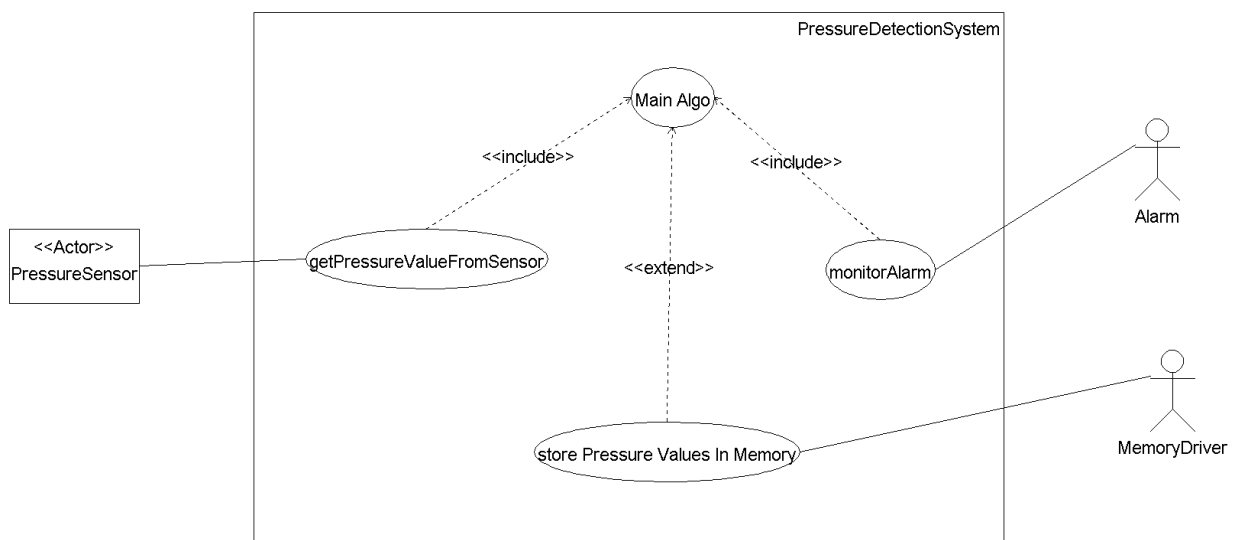 PressureDetectionSystem
Main Algo
<<include>>
<<include>>
Alarm
<<Actor>>
PressureSensor
getPressureValueFromSensor
<<extend>>
monitorAlarm
store Pressure Values In Memory
MemoryDriver